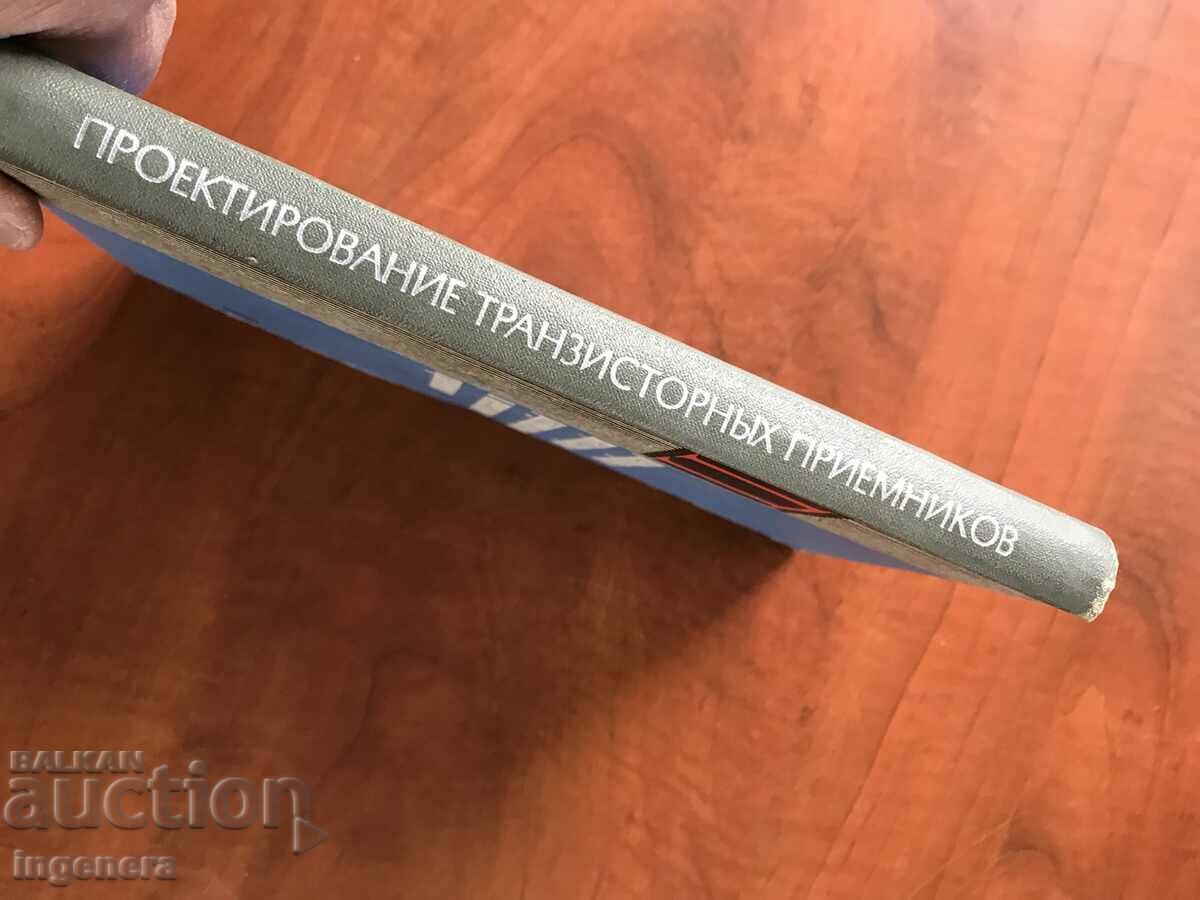 ПРОЕКТИРОВАНИЕ ТРАНЗИСТОРНЫХ ПРИЕМНИКОВ
BALKAN
auction
ingenera